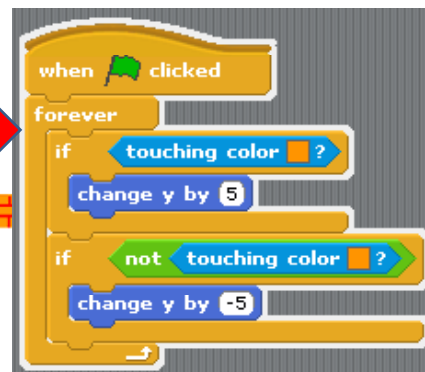 when clicked
forever
if touching color ?
change y by 5
if not touching color ?
change y by -5